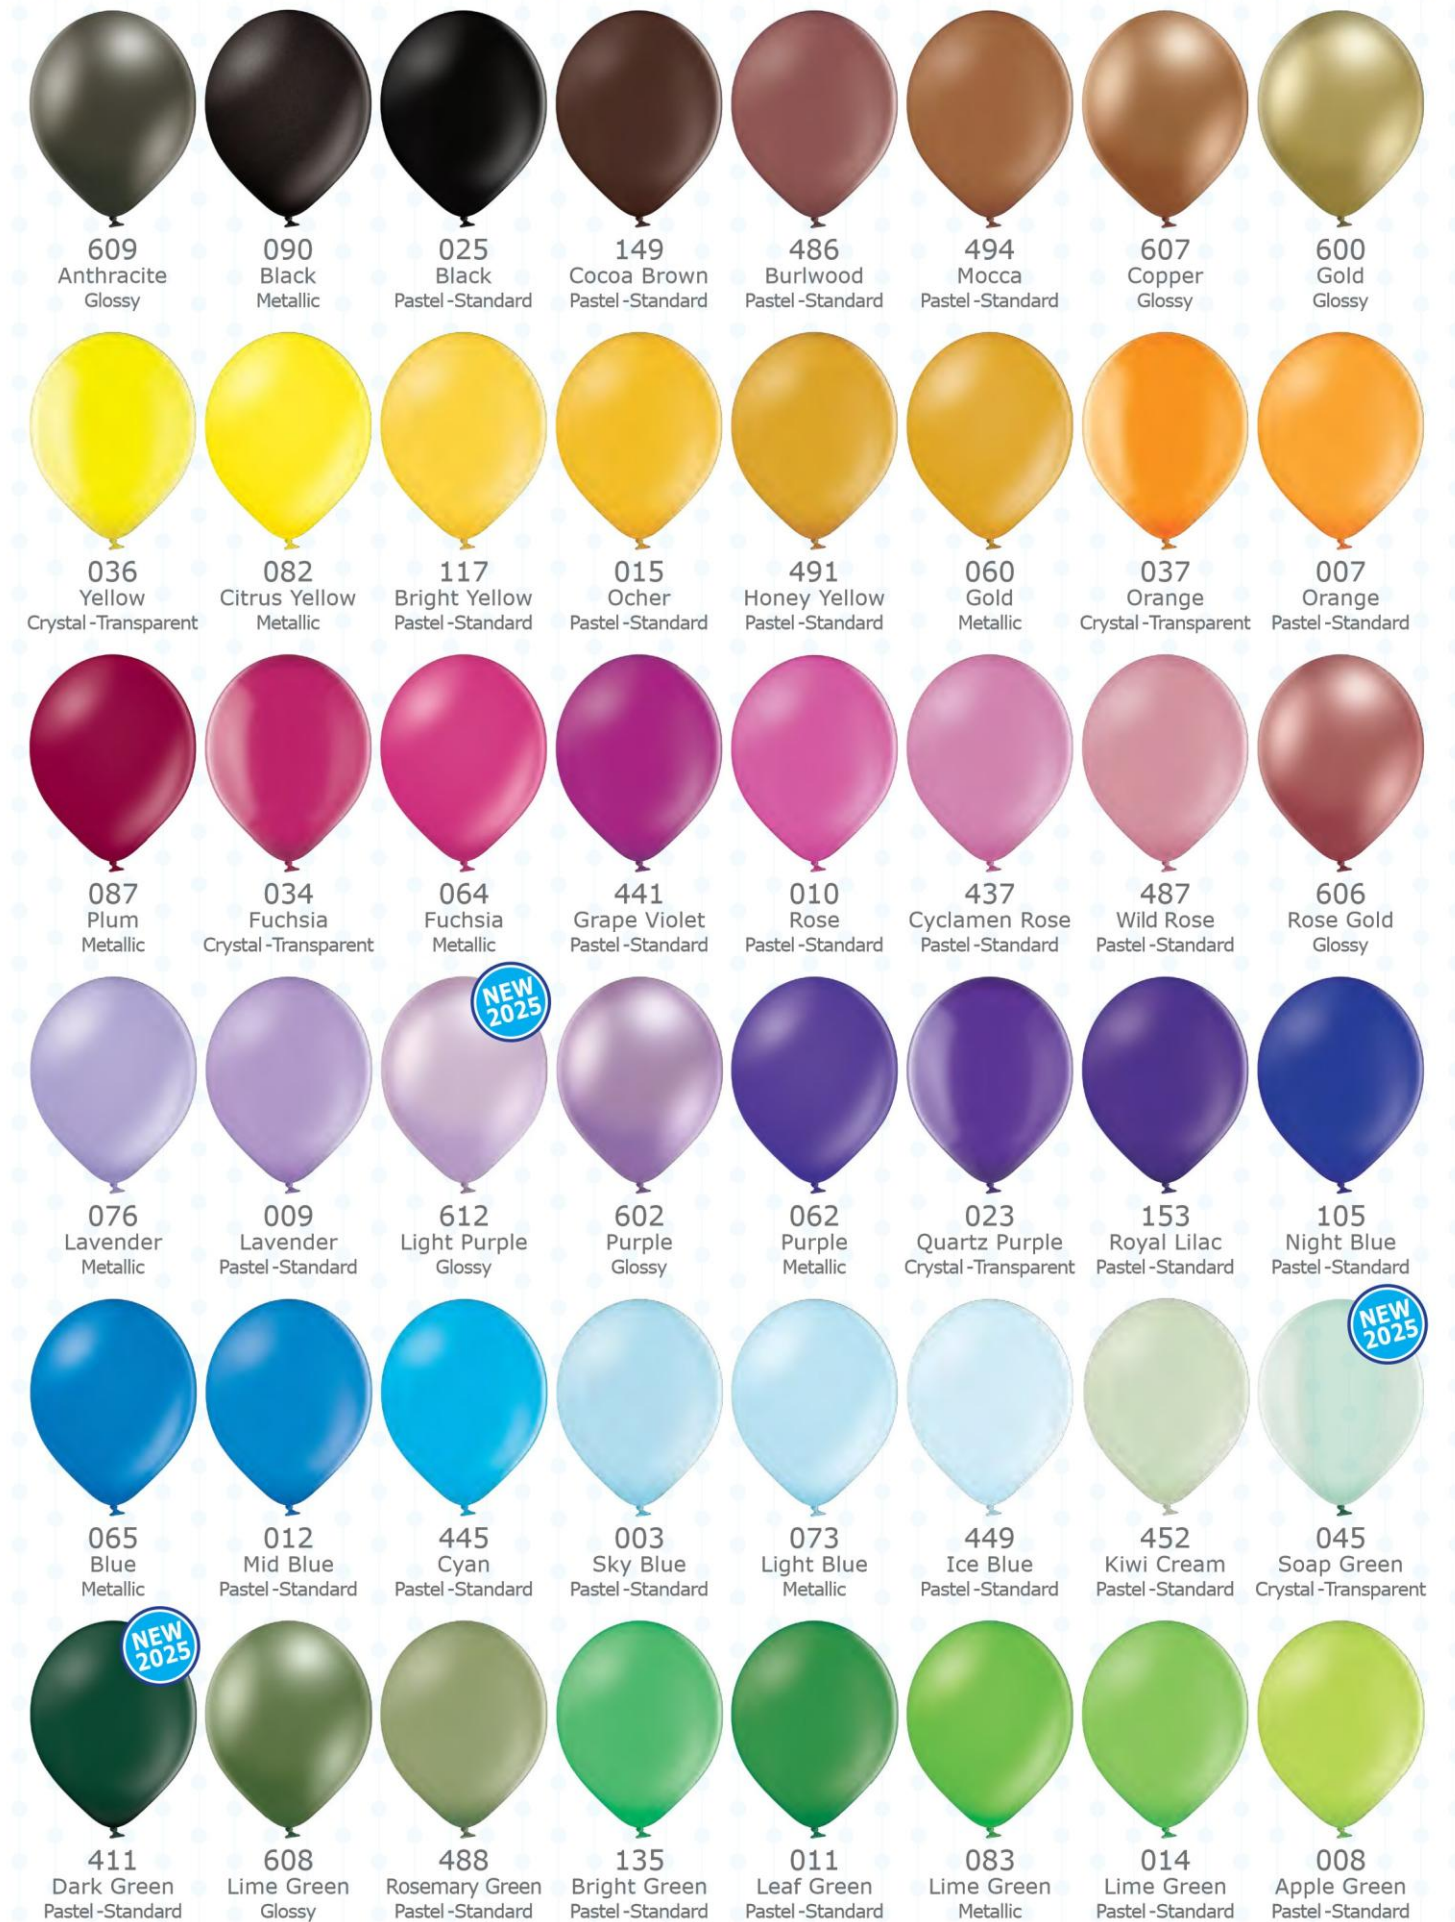 609 090 025 149 486 494 607 600
Anthracite Black Black Cocoa Brown Burlwood Mocca Copper Gold
Glossy Metallic Pastel-Standard Pastel-Standard Pastel-Standard Pastel-Standard Glossy Glossy
036 082 117 015 491 060 037 007
Yellow Citrus Yellow Bright Yellow Ocher Honey Yellow Gold Orange Orange
Crystal-Transparent Metallic Pastel-Standard Pastel-Standard Pastel-Standard Metallic Crystal-Transparent Pastel-Standard
087 034 064 441 010 437 487 606
Plum Fuchsia Fuchsia Grape Violet Rose Cyclamen Rose Wild Rose Rose Gold
Metallic Crystal-Transparent Metallic Pastel-Standard Pastel-Standard Pastel-Standard Pastel-Standard Glossy
NEW
2025
076 009 612 602 062 023 153 105
Lavender Lavender Light Purple Purple Purple Quartz Purple Royal Lilac Night Blue
Metallic Pastel-Standard Glossy Glossy Metallic Crystal-Transparent Pastel-Standard Pastel-Standard
NEW
2025
065 012 445 003 073 449 452 045
Blue Mid Blue Cyan Sky Blue Light Blue Ice Blue Kiwi Cream Soap Green
Metallic Pastel-Standard Pastel-Standard Pastel-Standard Metallic Pastel-Standard Pastel-Standard Crystal-Transparent
NEW
2025
411 608 488 135 011 083 014 008
Dark Green Lime Green Rosemary Green Bright Green Leaf Green Lime Green Lime Green Apple Green
Pastel-Standard Glossy Pastel-Standard Pastel-Standard Pastel-Standard Metallic Pastel-Standard Pastel-Standard